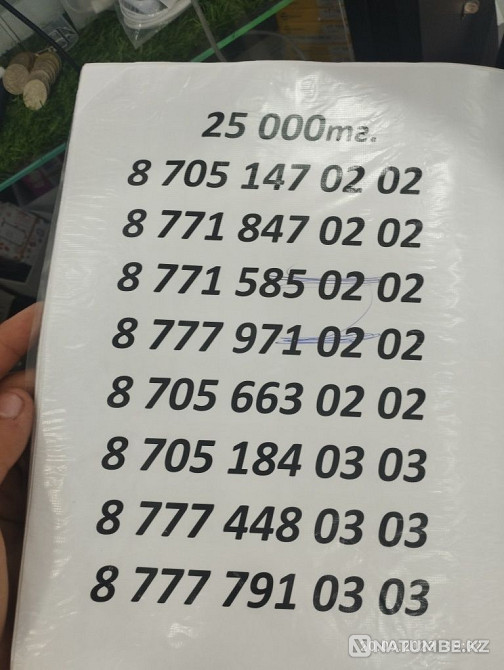 25 000тг.
8 705 147 02 02
8 771 847 02 02
8 771 585 02 02
8 777 971 02 02
8 705 663 02 02
8 705 184 03 03
8 777 448 03 03
8 777 791 03 03
NATUMBE.KZ